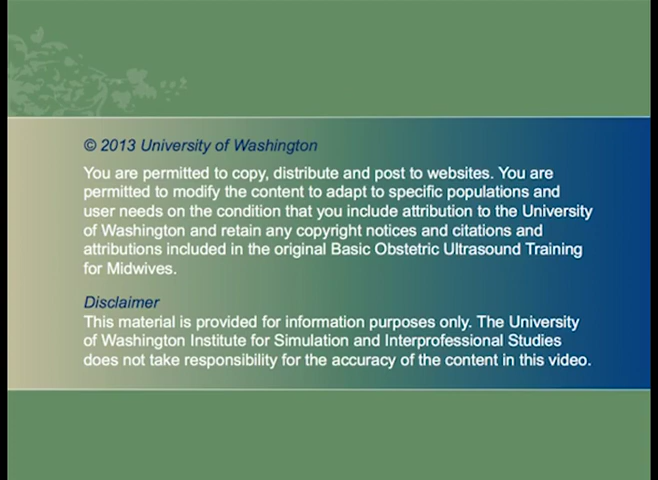 © 2013 University of Washington
You are permitted to copy, distribute and post to websites. You are
permitted to modify the content to adapt to specific populations and
user needs on the condition that you include attribution to the University
of Washington and retain any copyright notices and citations and
attributions included in the original Basic Obstetric Ultrasound Training
for Midwives.
Disclaimer
This material is provided for information purposes only. The University
of Washington Institute for Simulation and Interprofessional Studies
does not take responsibility for the accuracy of the content in this video.